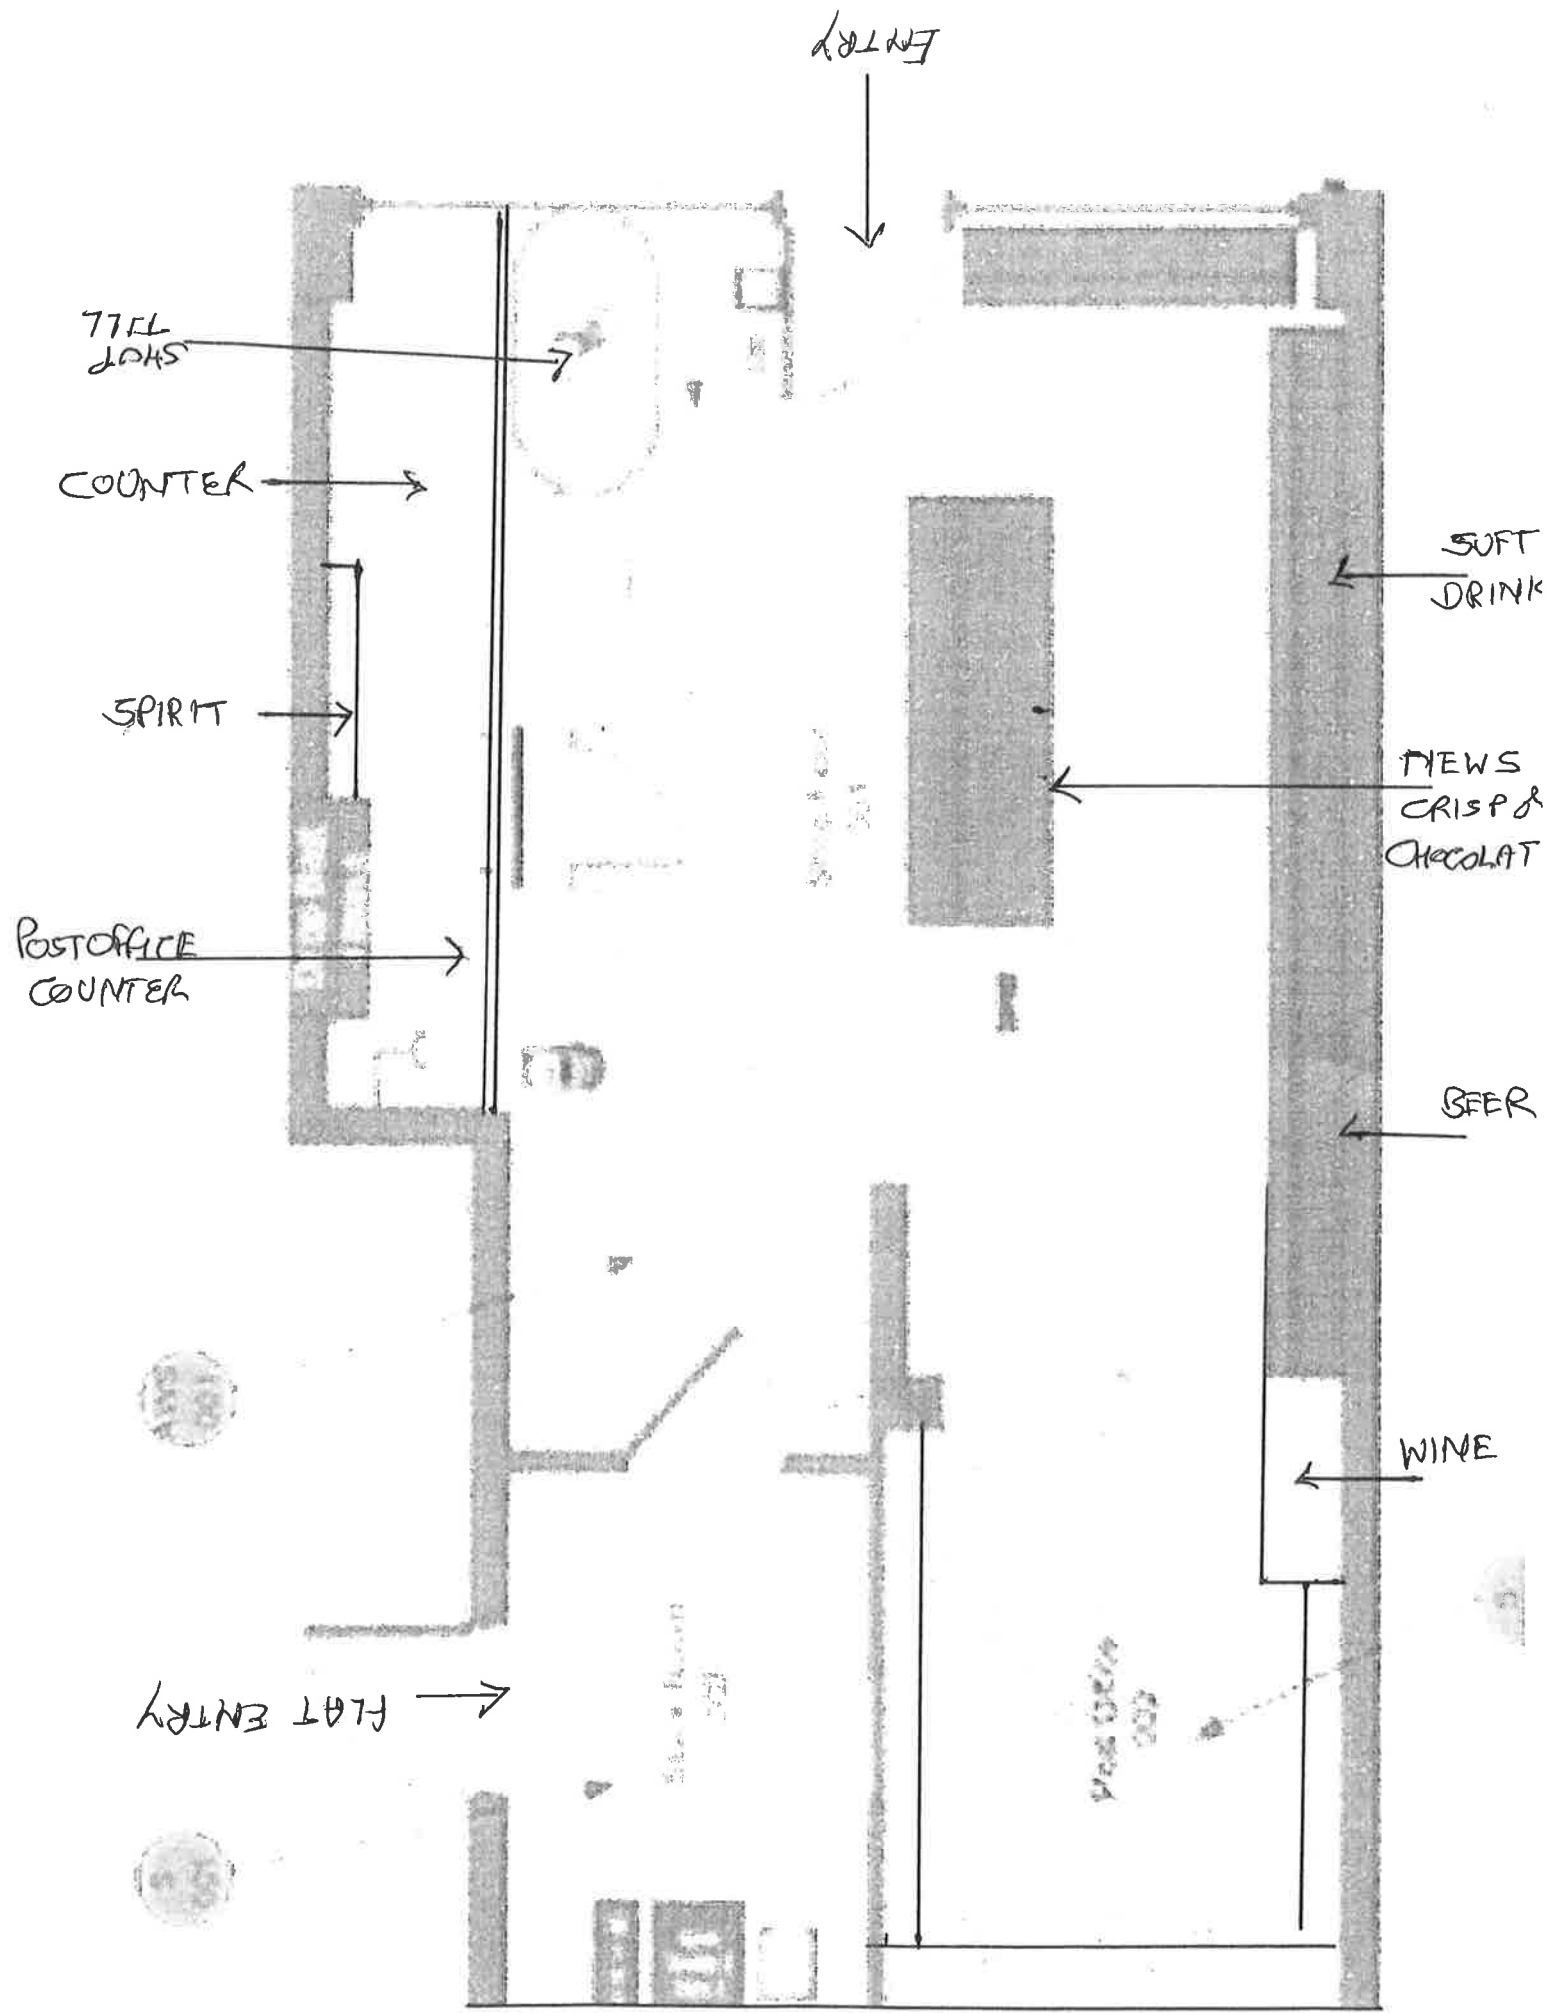 ENTRY
SHOP
TILL
COUNTER
SPIRIT
POSTOFFICE
COUNTER
FLAT ENTRY
SOFT
DRINK
NEWS
CRISP &
CHOCOLAT
BEER
WINE